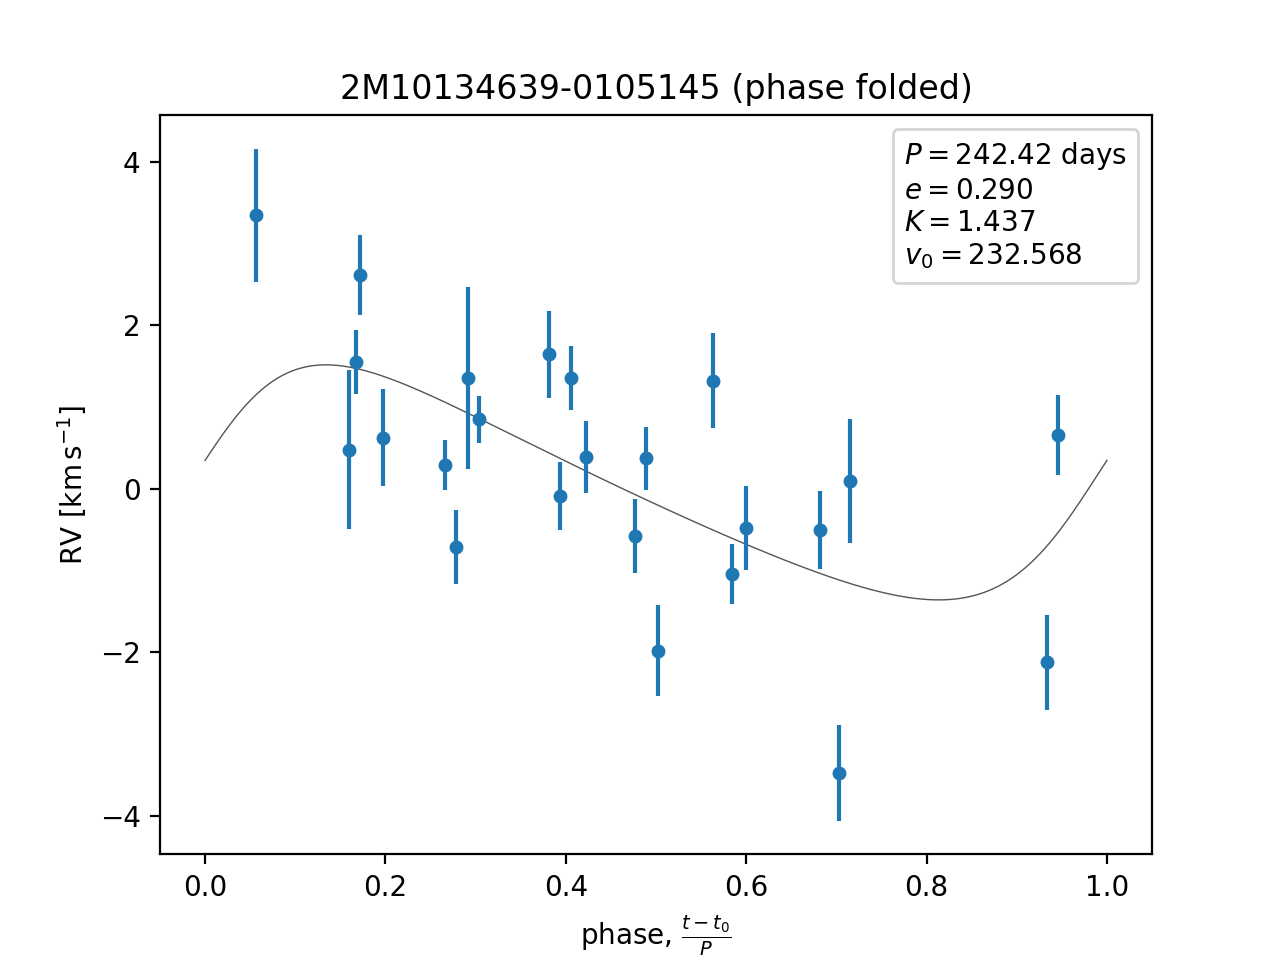 2M10134639-0105145 (phase folded)
P = 242.42 days
e = 0.290
K = 1.437
v₀ = 232.568
4
2
0
−2
−4
RV [km s⁻¹]
0.0 0.2 0.4 0.6 0.8 1.0
phase, (t − t₀)/P